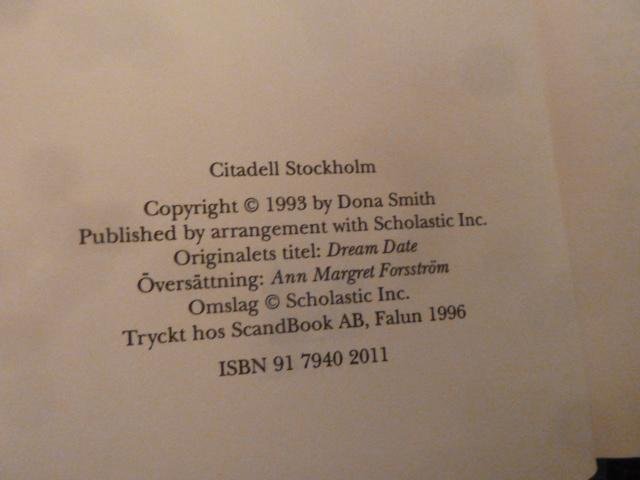 Citadell Stockholm
Copyright © 1993 by Dona Smith
Published by arrangement with Scholastic Inc.
Originalets titel: Dream Date
Översättning: Ann Margret Forsström
Omslag © Scholastic Inc.
Tryckt hos ScandBook AB, Falun 1996
ISBN 91 7940 2011